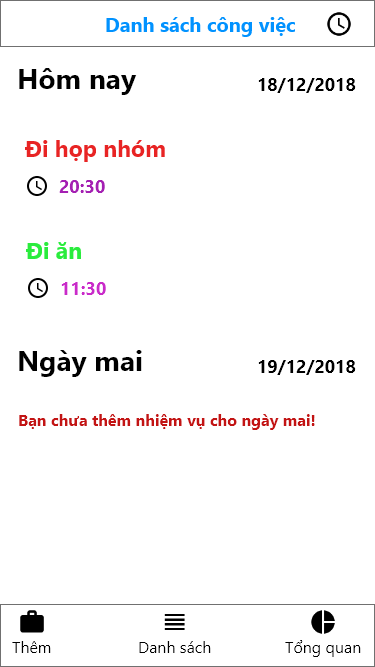 Danh sách công việc
Hôm nay 18/12/2018
Đi họp nhóm
20:30
Đi ăn
11:30
Ngày mai 19/12/2018
Bạn chưa thêm nhiệm vụ cho ngày mai!
Thêm Danh sách Tổng quan